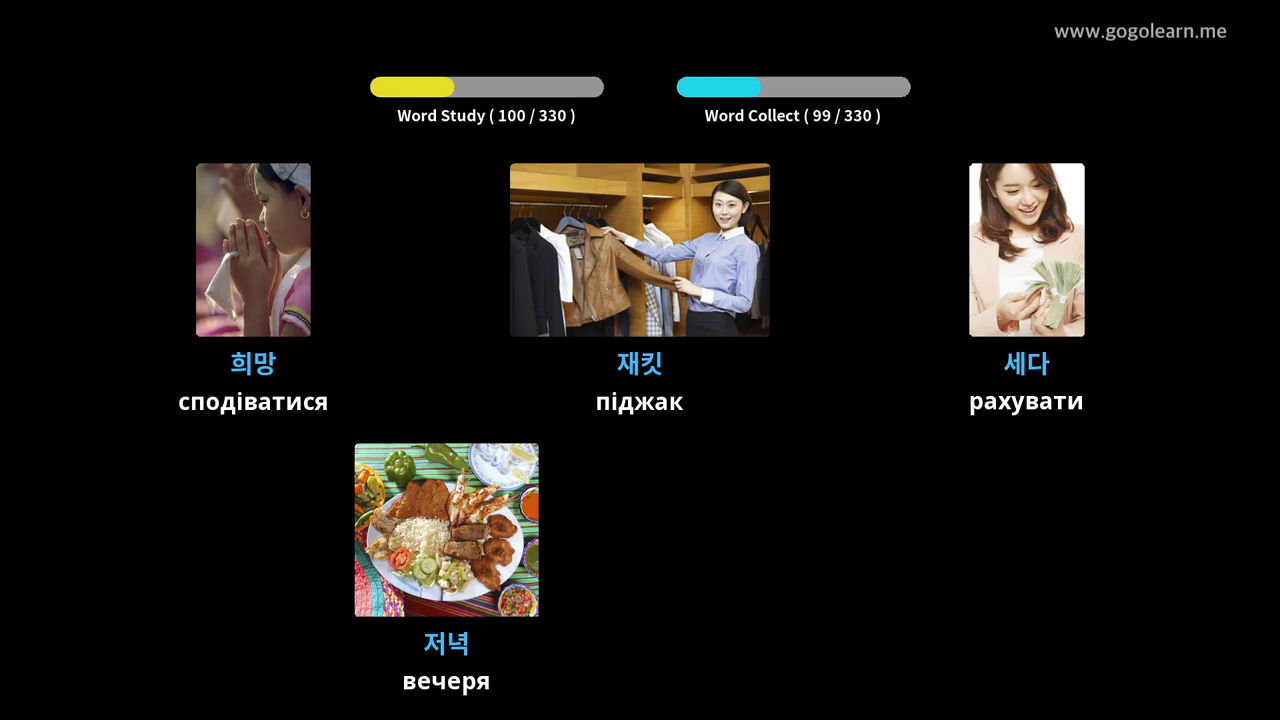 www.gogolearn.me
Word Study ( 100 / 330 )
Word Collect ( 99 / 330 )
희망
сподіватися
재킷
піджак
세다
рахувати
저녁
вечеря